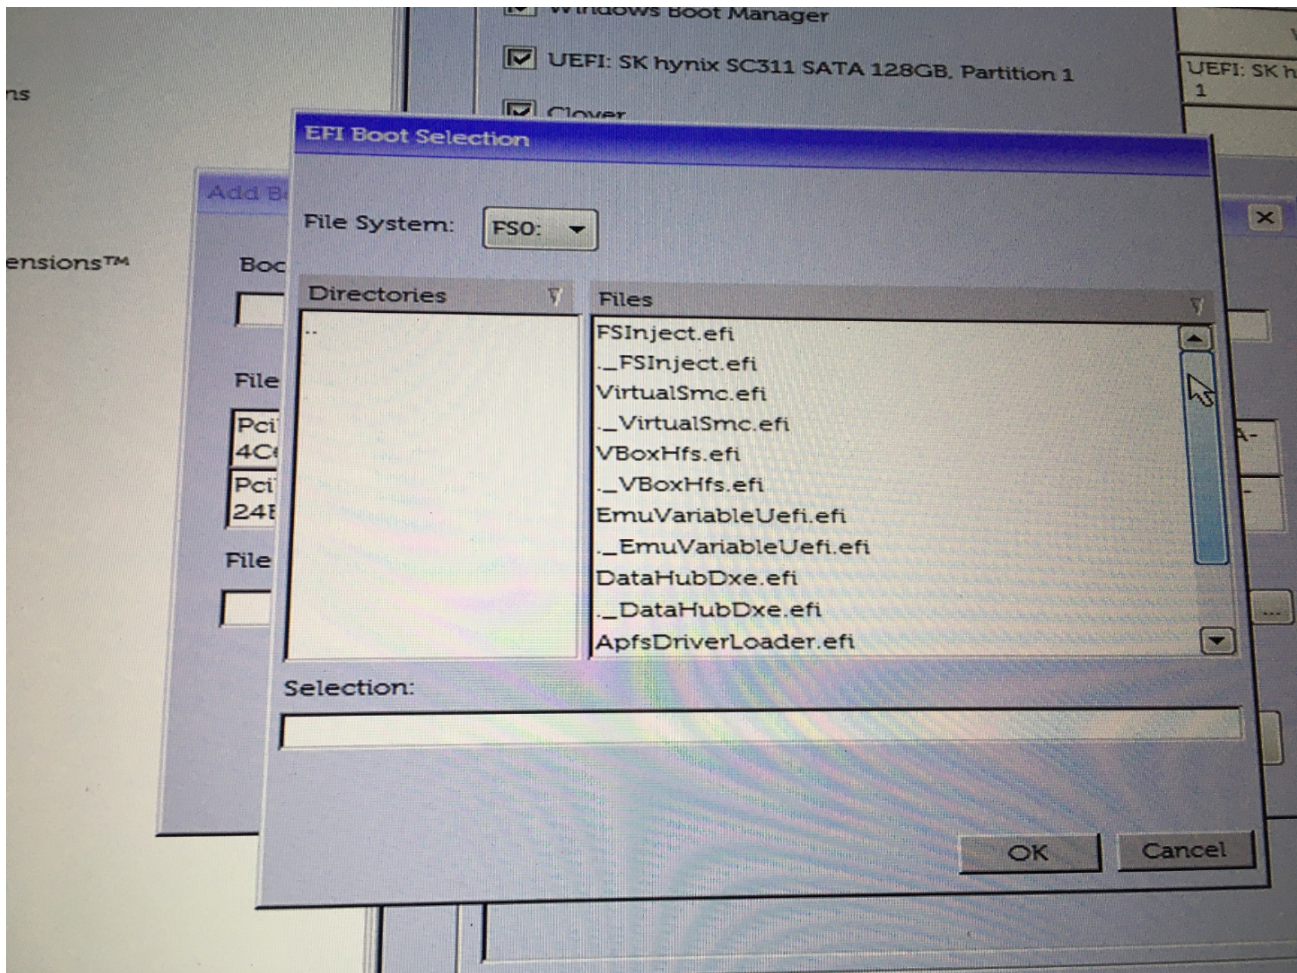 Windows Boot Manager
UEFI: SK hynix SC311 SATA 128GB, Partition 1
UEFI: SK h
1
ns
Clover
EFI Boot Selection
Add B
File System: FS0:
ensions™
Boo
Directories
Files
..
FSInject.efi
._FSInject.efi
File
VirtualSmc.efi
Pci
._VirtualSmc.efi
A-
4C
VBoxHfs.efi
Pci
._VBoxHfs.efi
-
24
EmuVariableUefi.efi
File
._EmuVariableUefi.efi
DataHubDxe.efi
._DataHubDxe.efi
...
ApfsDriverLoader.efi
Selection:
OK
Cancel